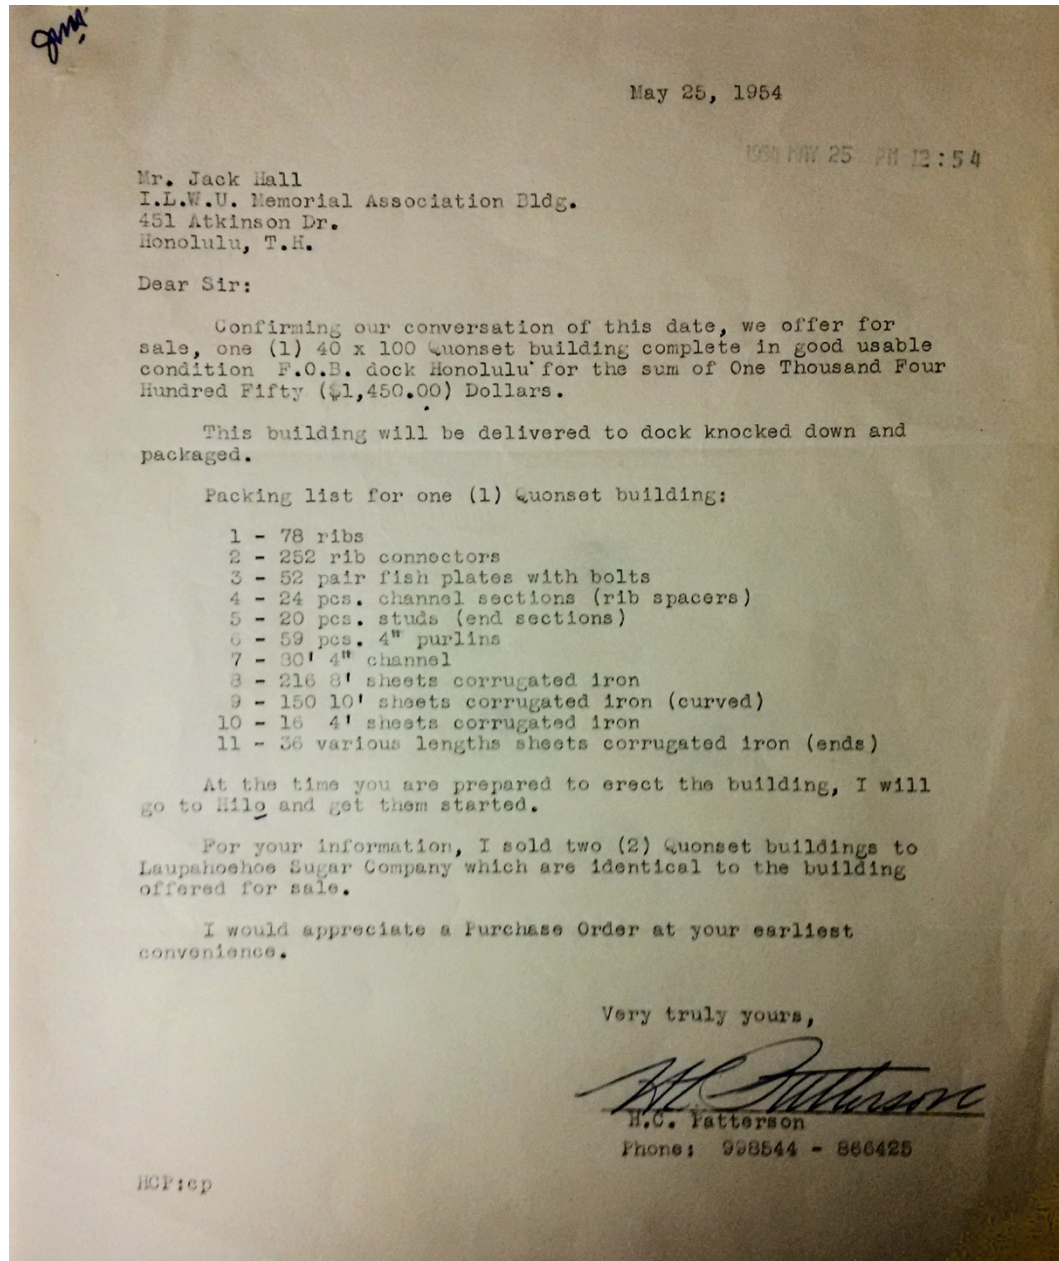 May 25, 1954
1954 MAY 25 PM 12:54
Mr. Jack Hall
I.L.W.U. Memorial Association Bldg.
451 Atkinson Dr.
Honolulu, T.H.
Dear Sir:
Confirming our conversation of this date, we offer for
sale, one (1) 40 x 100 Quonset building complete in good usable
condition F.O.B. dock Honolulu for the sum of One Thousand Four
Hundred Fifty ($1,450.00) Dollars.
This building will be delivered to dock knocked down and
packaged.
Packing list for one (1) Quonset building:
1 - 78 ribs
2 - 252 rib connectors
3 - 52 pair fish plates with bolts
4 - 24 pcs. channel sections (rib spacers)
5 - 20 pcs. studs (end sections)
6 - 59 pcs. 4" purlins
7 - 80' 4" channel
8 - 216 8' sheets corrugated iron
9 - 150 10' sheets corrugated iron (curved)
10 - 16 4' sheets corrugated iron
11 - 36 various lengths sheets corrugated iron (ends)
At the time you are prepared to erect the building, I will
go to Hilo and get them started.
For your information, I sold two (2) Quonset buildings to
Laupahoehoe Sugar Company which are identical to the building
offered for sale.
I would appreciate a Purchase Order at your earliest
convenience.
Very truly yours,
HC Patterson
H.C. Patterson
Phone: 998544 - 866425
HCP:cp